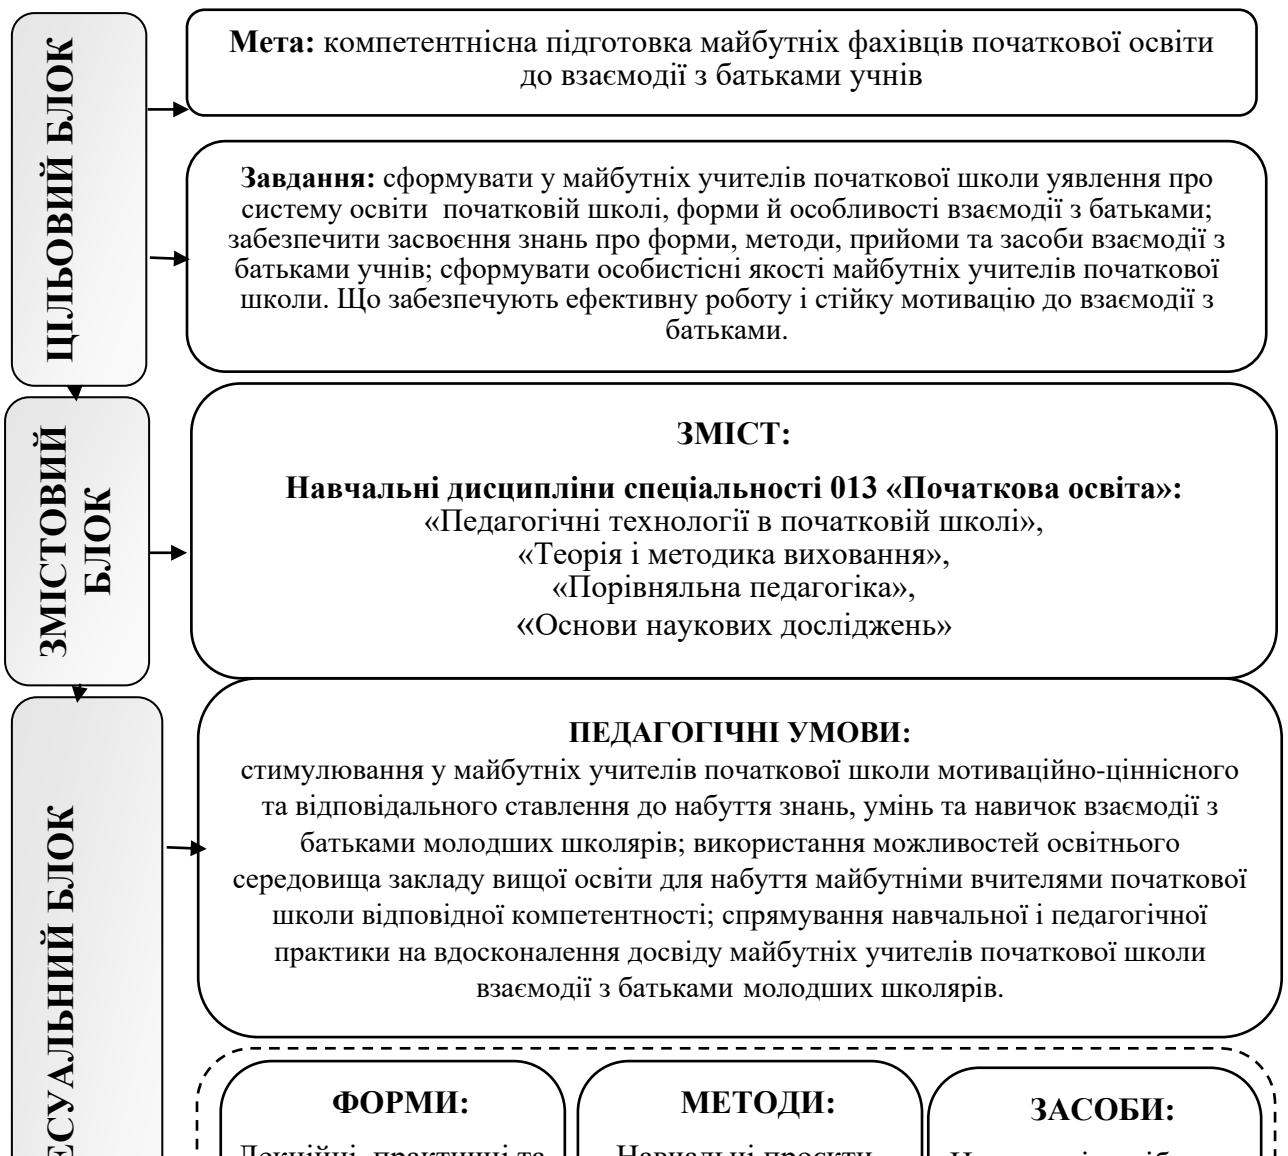 ЦІЛЬОВИЙ БЛОК
Мета: компетентнісна підготовка майбутніх фахівців початкової освіти
до взаємодії з батьками учнів
Завдання: сформувати у майбутніх учителів початкової школи уявлення про
систему освіти початковій школі, форми й особливості взаємодії з батьками;
забезпечити засвоєння знань про форми, методи, прийоми та засоби взаємодії з
батьками учнів; сформувати особистісні якості майбутніх учителів початкової
школи. Що забезпечують ефективну роботу і стійку мотивацію до взаємодії з
батьками.
ЗМІСТОВИЙ
БЛОК
ЗМІСТ:
Навчальні дисципліни спеціальності 013 «Початкова освіта»:
«Педагогічні технології в початковій школі»,
«Теорія і методика виховання»,
«Порівняльна педагогіка»,
«Основи наукових досліджень»
ЕСУАЛЬНИЙ БЛОК
ПЕДАГОГІЧНІ УМОВИ:
стимулювання у майбутніх учителів початкової школи мотиваційно-ціннісного
та відповідального ставлення до набуття знань, умінь та навичок взаємодії з
батьками молодших школярів; використання можливостей освітнього
середовища закладу вищої освіти для набуття майбутніми вчителями початкової
школи відповідної компетентності; спрямування навчальної і педагогічної
практики на вдосконалення досвіду майбутніх учителів початкової школи
взаємодії з батьками молодших школярів.
ФОРМИ:
Лекційні, практичні та
МЕТОДИ:
Навчальні проєкти
ЗАСОБИ: